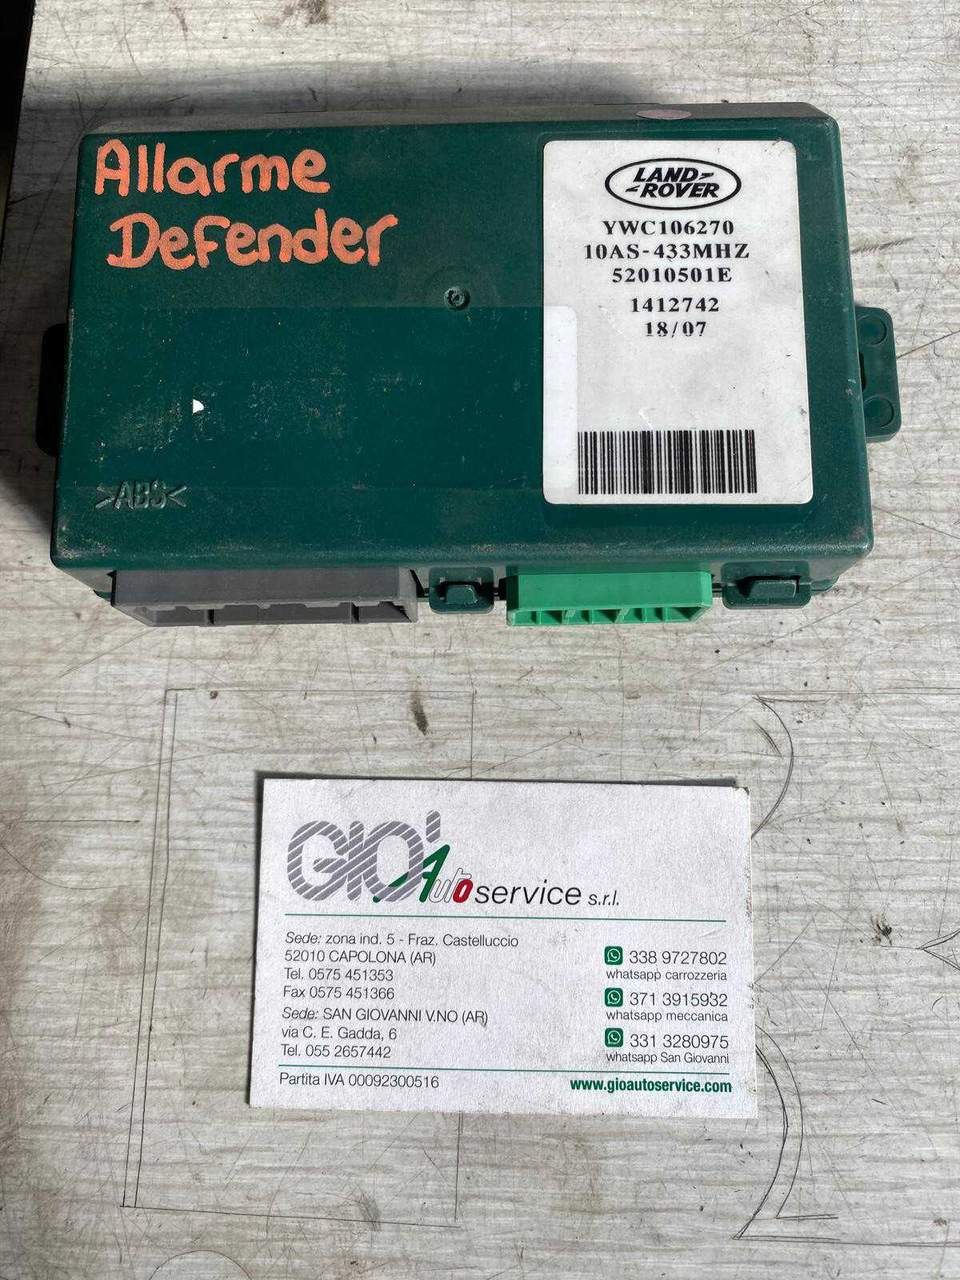 Allarme
Defender
LAND
ROVER
YWC106270
10AS-433MHZ
52010501E
1412742
18/07
>ABS<
GIO' Auto service s.r.l.
Sede: zona ind. 5 - Fraz. Castelluccio
52010 CAPOLONA (AR)
Tel. 0575 451353
Fax 0575 451366
Sede: SAN GIOVANNI V.NO (AR)
via C. E. Gadda, 6
Tel. 055 2657442
338 9727802
whatsapp carrozzeria
371 3915932
whatsapp meccanica
331 3280975
whatsapp San Giovanni
Partita IVA 00092300516
www.gioautoservice.com